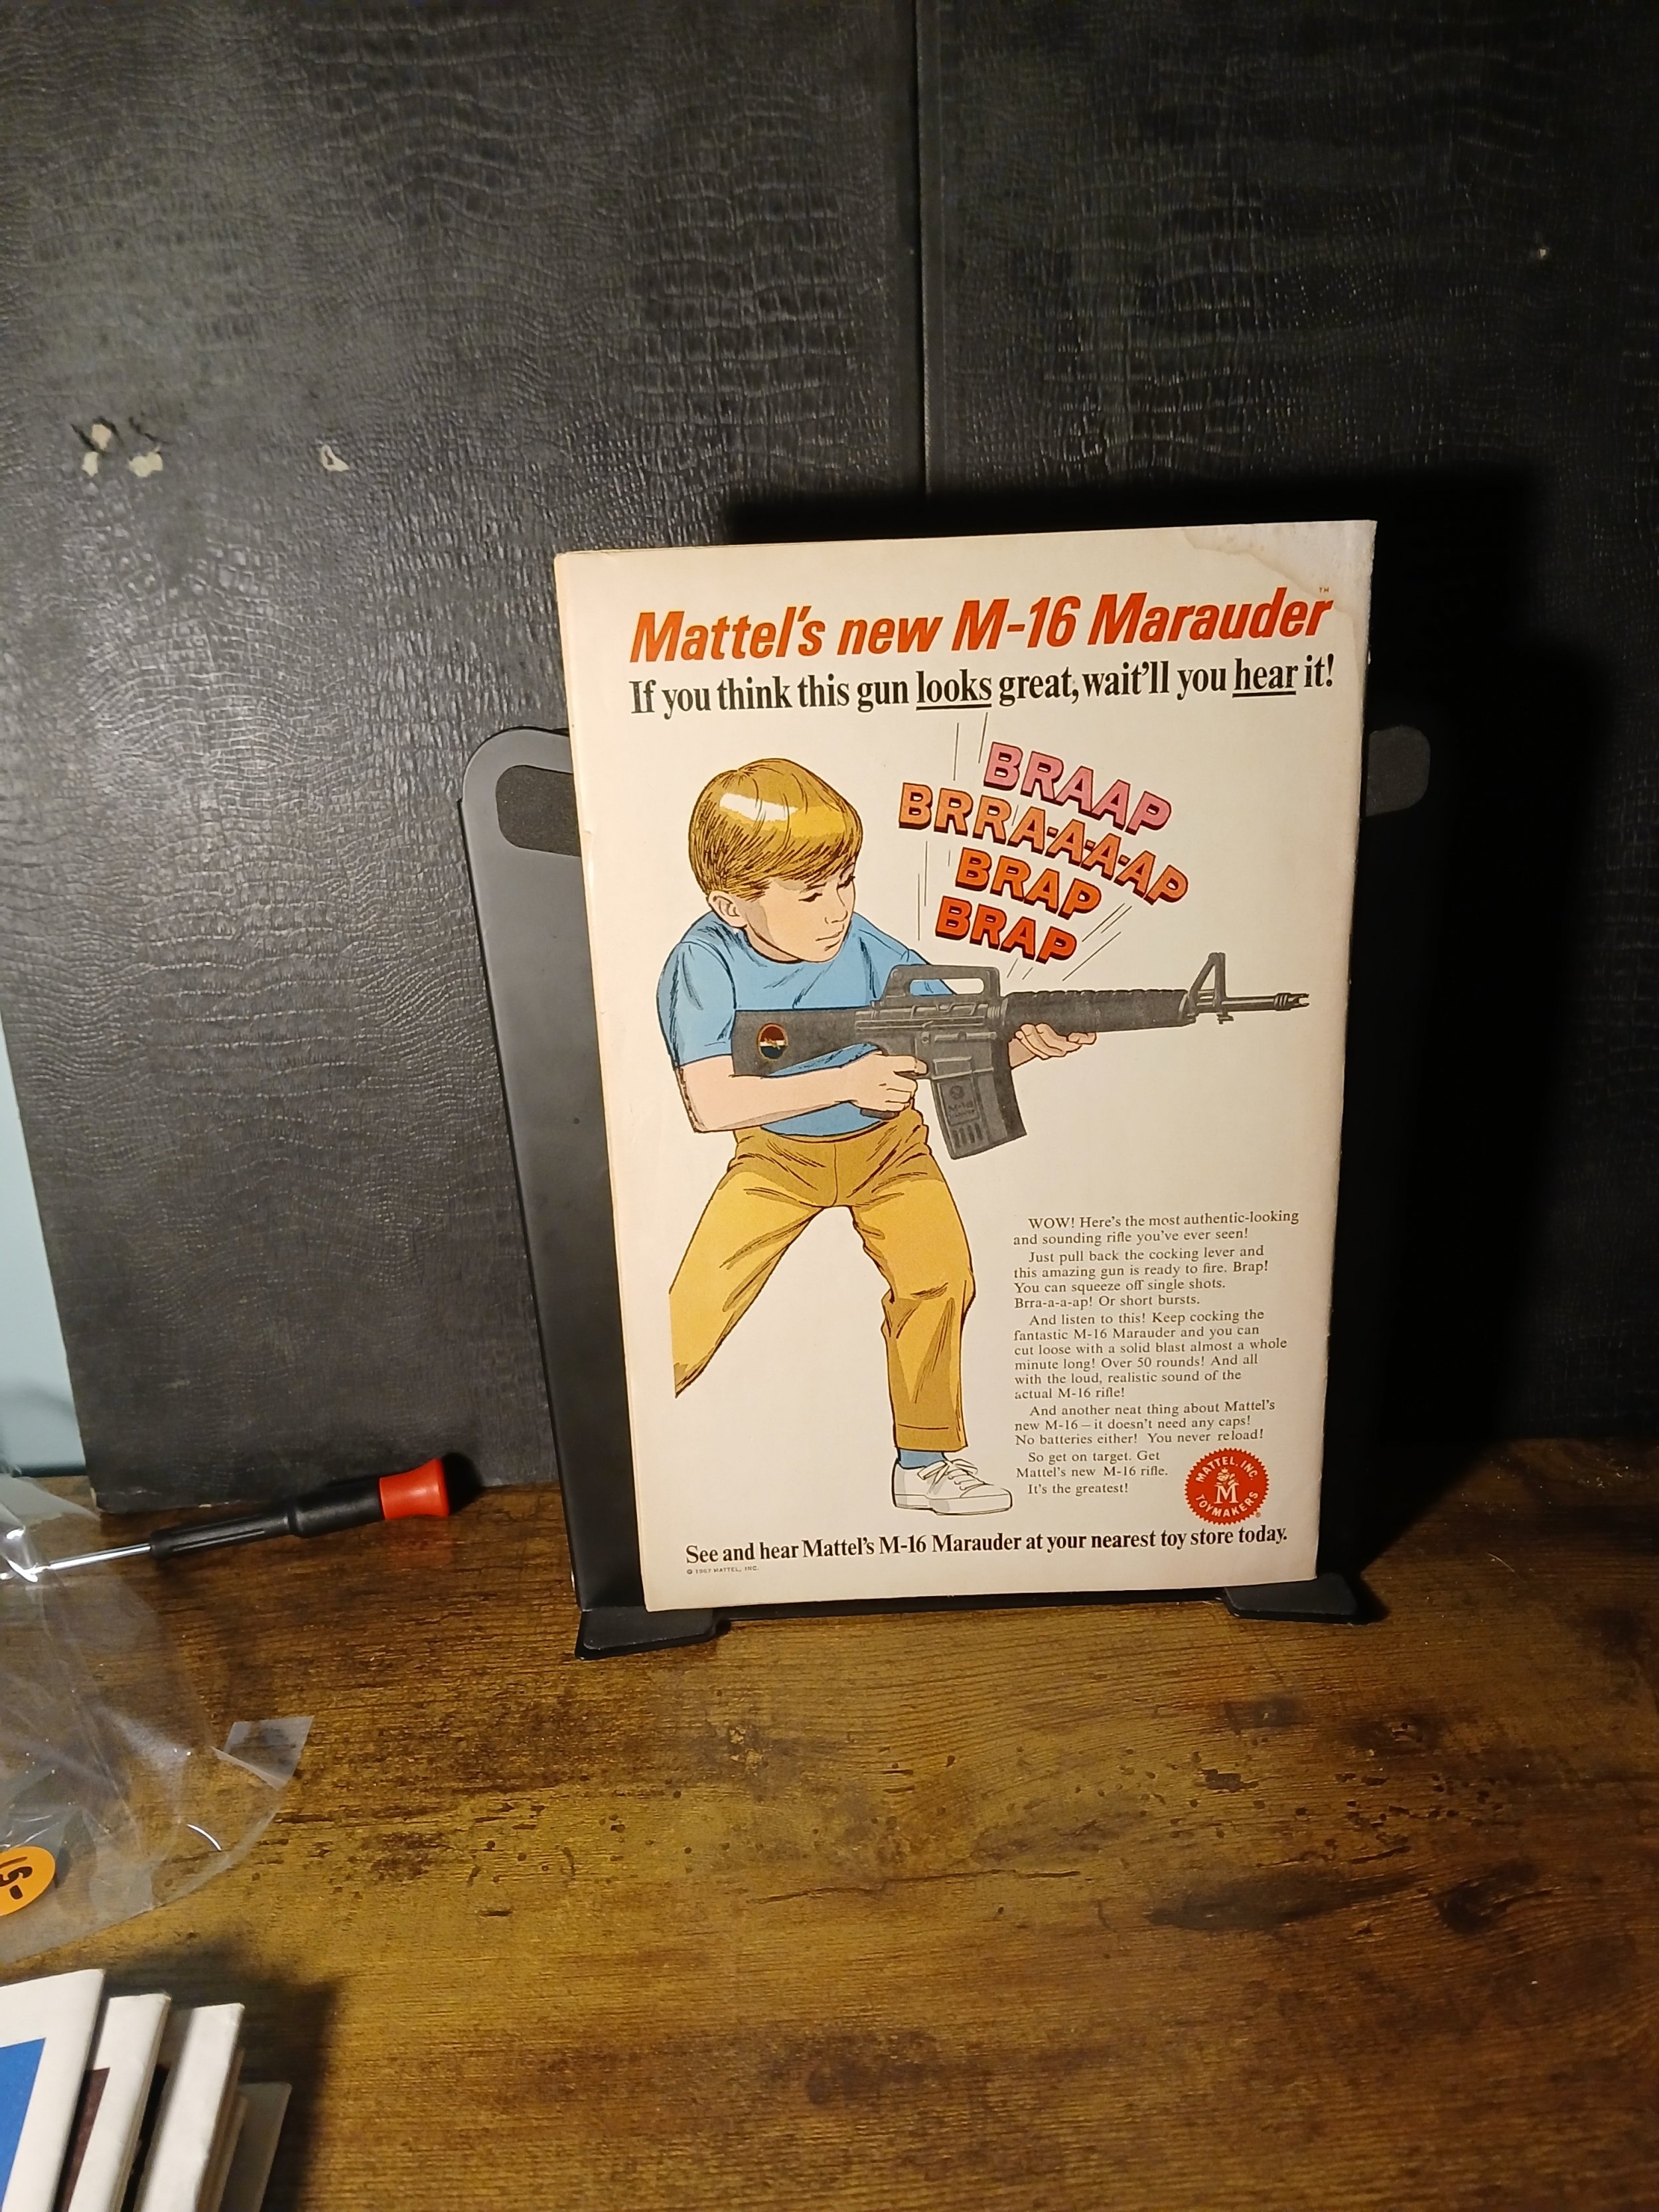 Mattel's new M-16 Marauder™
If you think this gun looks great, wait'll you hear it!
BRAAP
BRRA-A-A-AP
BRAP
BRAP
WOW! Here's the most authentic-looking
and sounding rifle you've ever seen!
Just pull back the cocking lever and
this amazing gun is ready to fire. Brap!
You can squeeze off single shots.
Brra-a-a-ap! Or short bursts.
And listen to this! Keep cocking the
fantastic M-16 Marauder and you can
cut loose with a solid blast almost a whole
minute long! Over 50 rounds! And all
with the loud, realistic sound of the
actual M-16 rifle!
And another neat thing about Mattel's
new M-16 — it doesn't need any caps!
No batteries either! You never reload!
So get on target. Get
Mattel's new M-16 rifle.
It's the greatest!
MATTEL, INC.
M
TOYMAKERS
®
See and hear Mattel's M-16 Marauder at your nearest toy store today.
© 1967 MATTEL, INC.